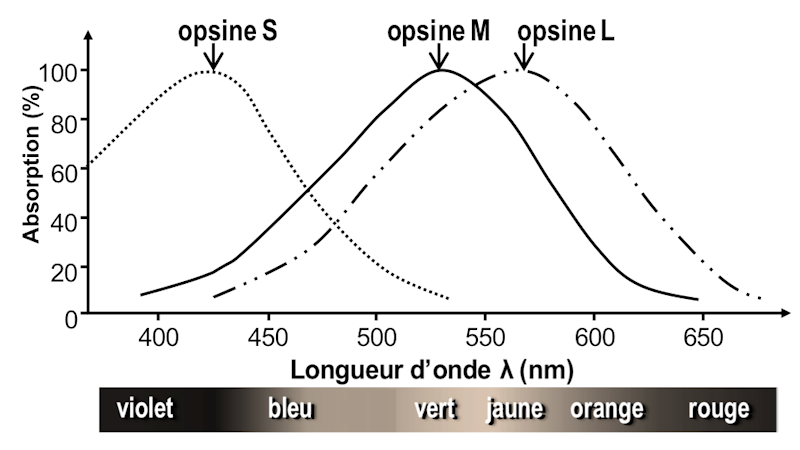 opsine S opsine M opsine L
Absorption (%)
100
80
60
40
20
0
400 450 500 550 600 650
Longueur d'onde λ (nm)
violet bleu vert jaune orange rouge